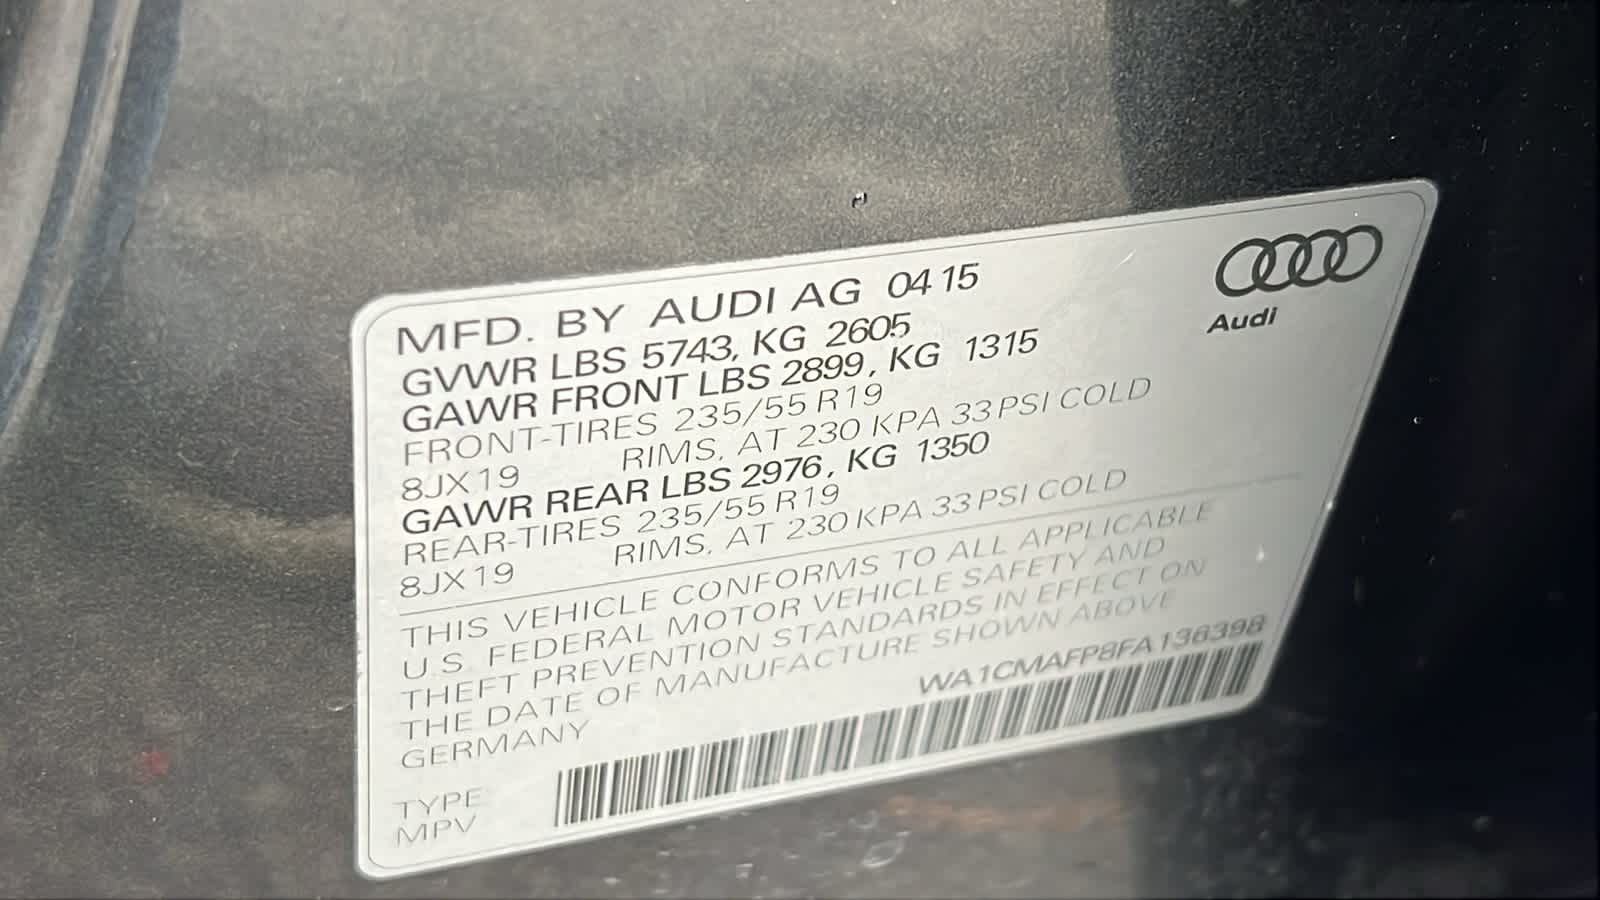 MFD. BY AUDI AG 04 15
GVWR LBS 5743, KG 2605
GAWR FRONT LBS 2899, KG 1315
FRONT-TIRES 235/55 R19
8JX19 RIMS, AT 230 KPA 33 PSI COLD
GAWR REAR LBS 2976, KG 1350
REAR-TIRES 235/55 R19
8JX19 RIMS, AT 230 KPA 33 PSI COLD
THIS VEHICLE CONFORMS TO ALL APPLICABLE
U.S. FEDERAL MOTOR VEHICLE SAFETY AND
THEFT PREVENTION STANDARDS IN EFFECT ON
THE DATE OF MANUFACTURE SHOWN ABOVE
GERMANY
WA1CMAFP8FA136398
TYPE
MPV
Audi